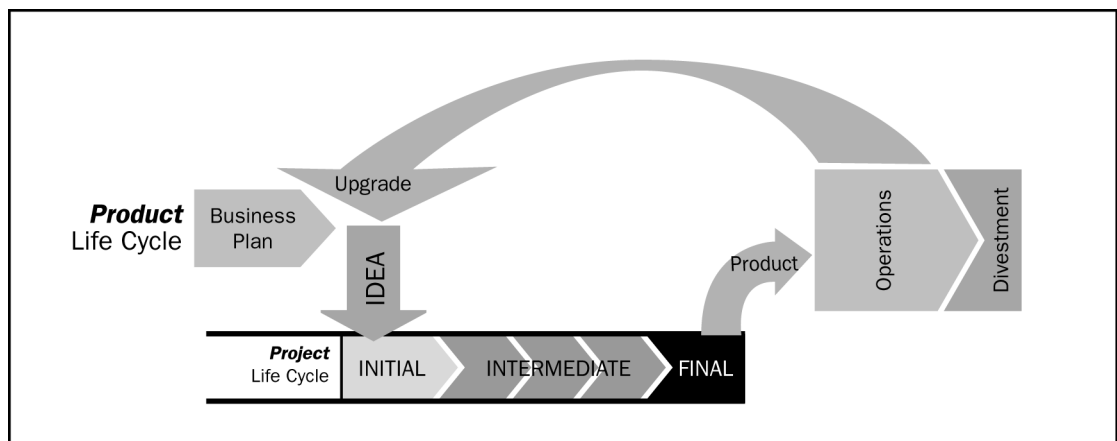 Upgrade
Product
Life Cycle
Business
Plan
IDEA
Product
Operations
Divestment
Project
Life Cycle
INITIAL
INTERMEDIATE
FINAL